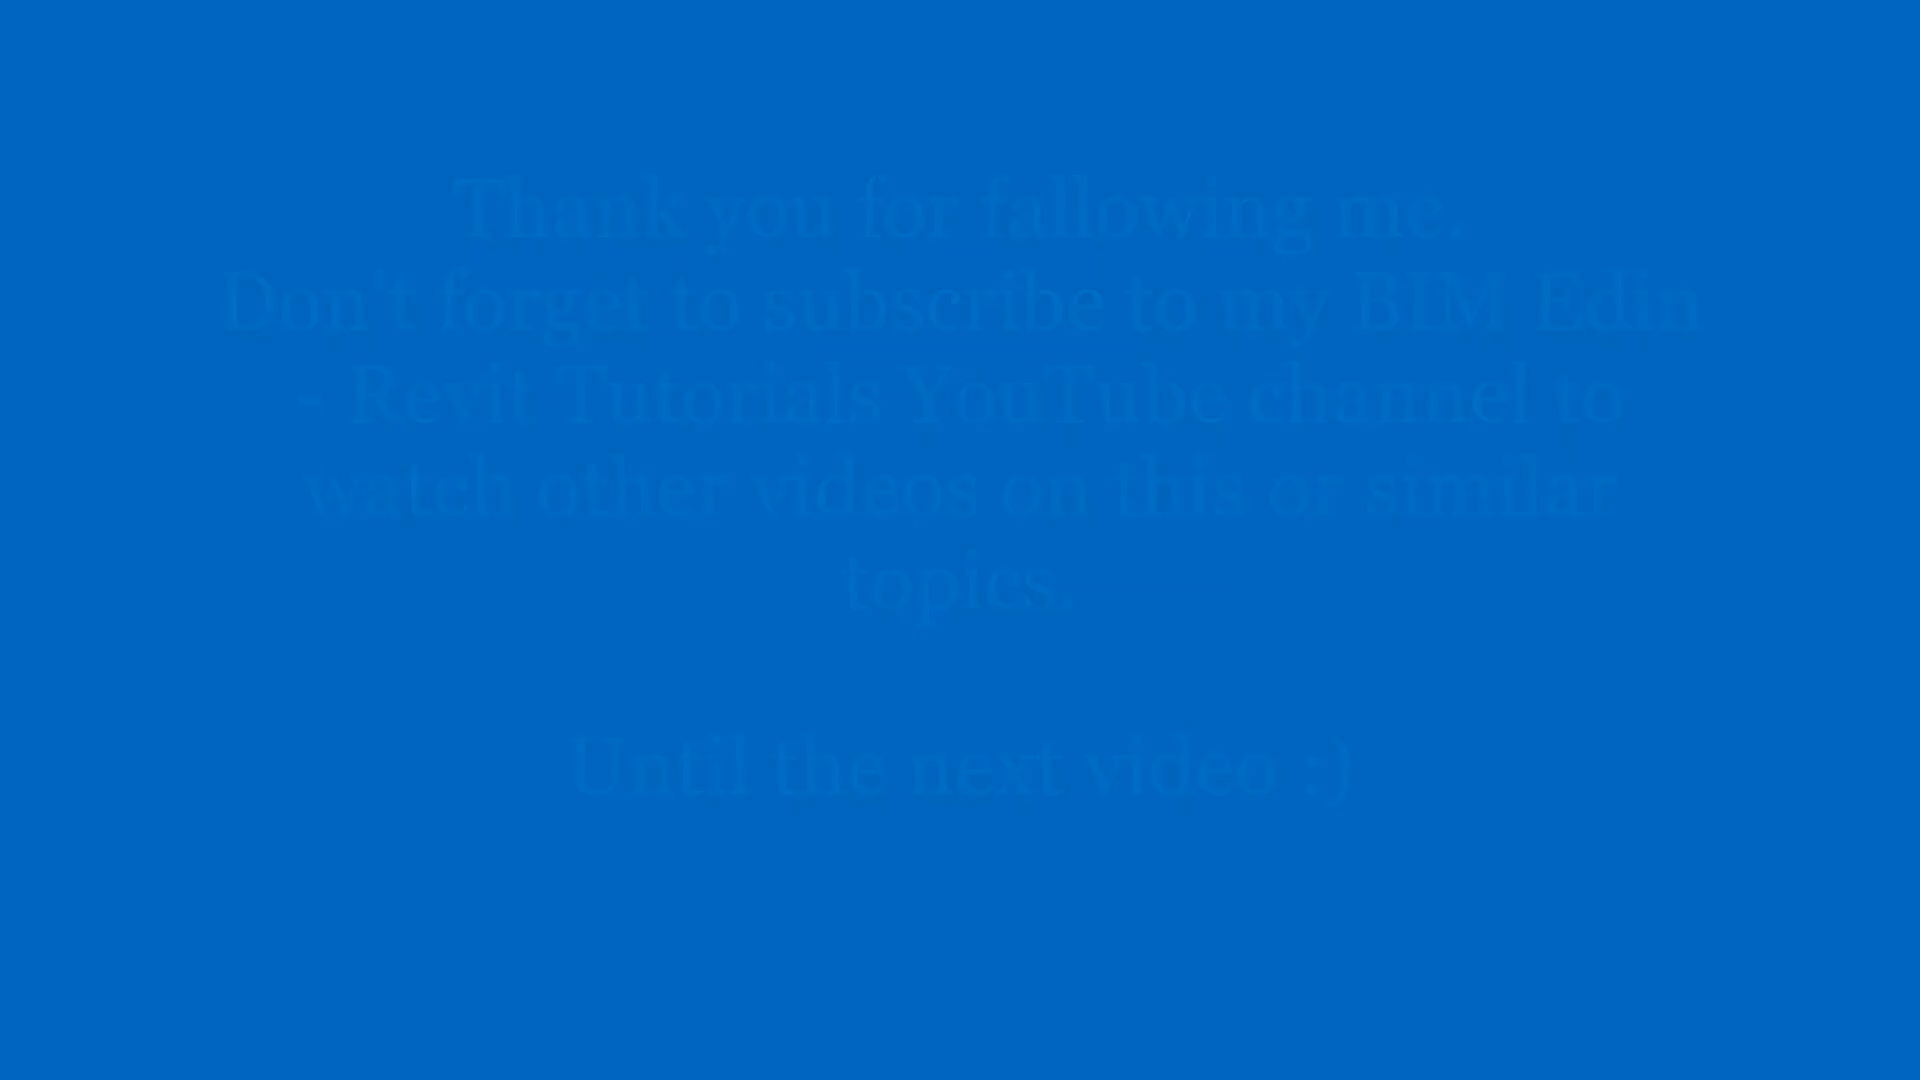 Thank you for fallowing me.
Don't forget to subscribe to my BIM Edin
- Revit Tutorials YouTube channel to
watch other videos on this or similar
topics.
Until the next video :)